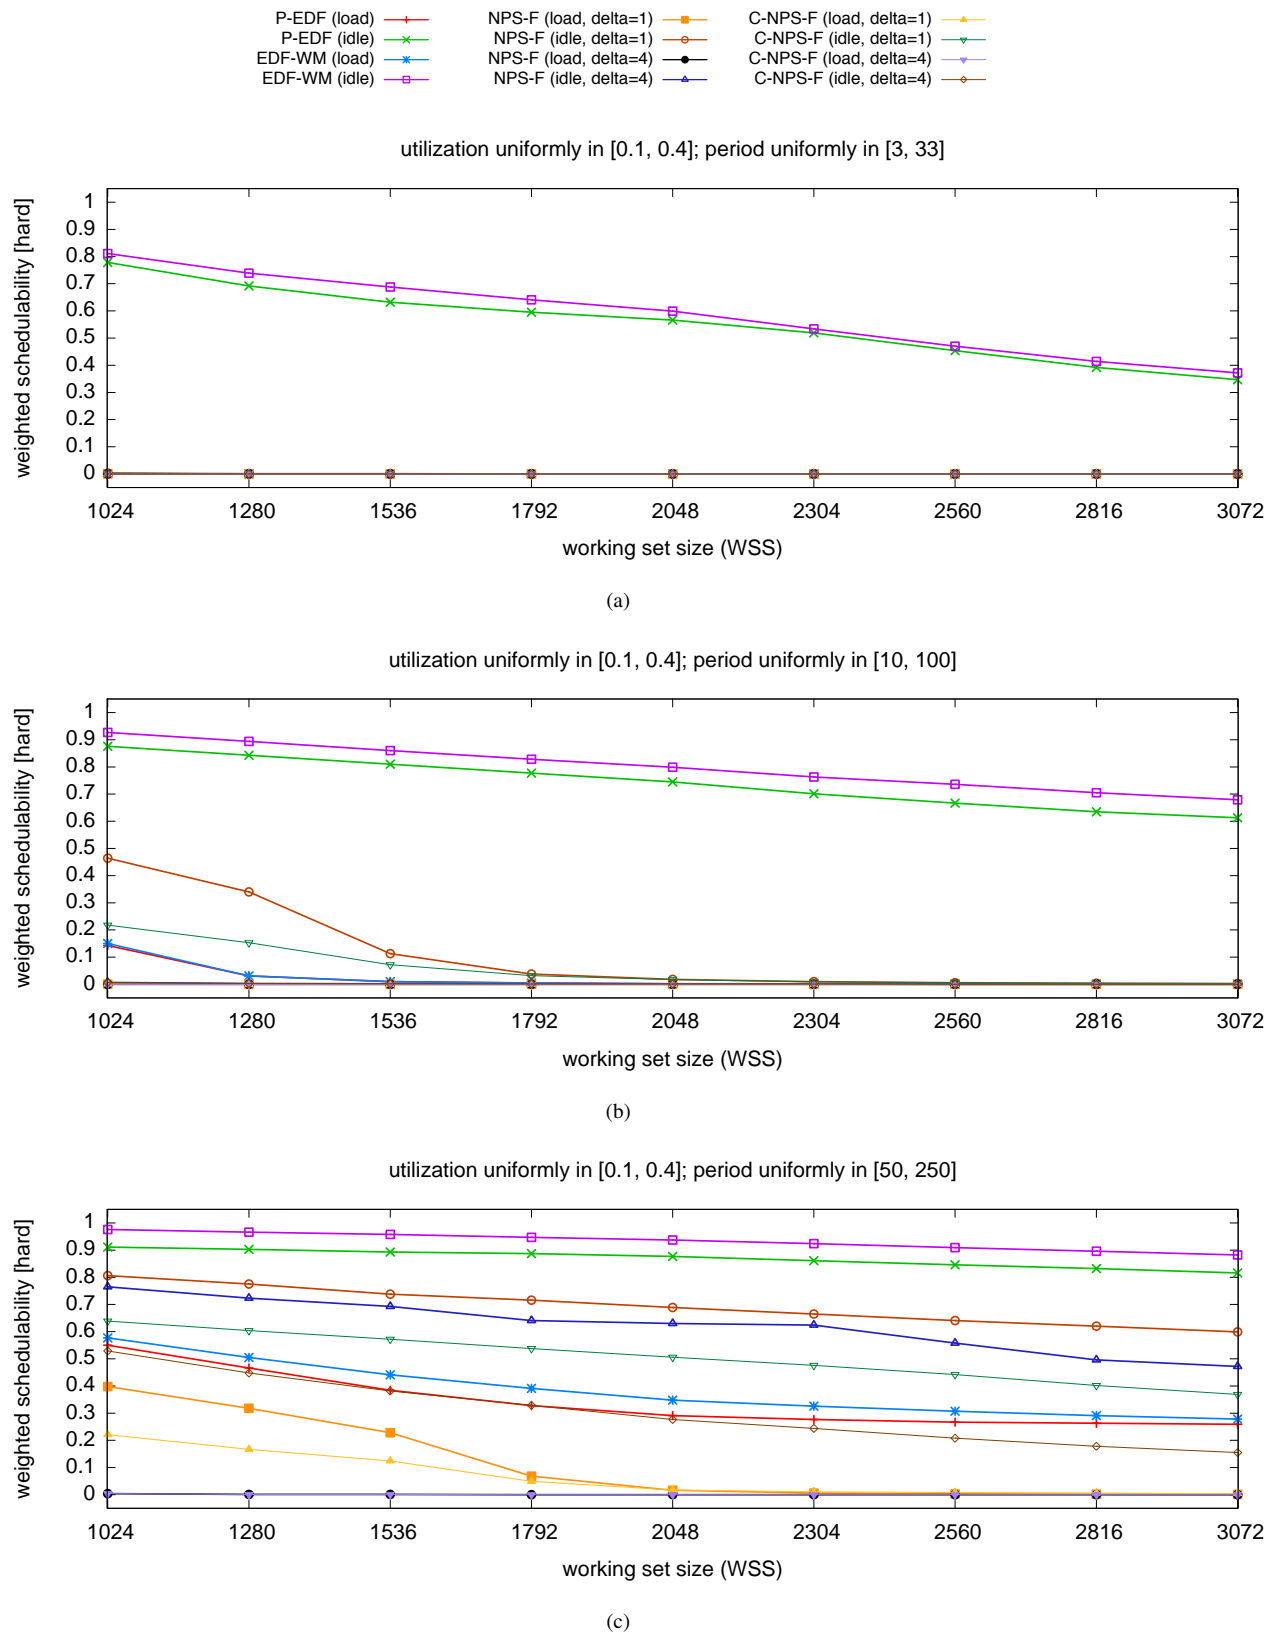 P-EDF (load)
P-EDF (idle)
EDF-WM (load)
EDF-WM (idle)
NPS-F (load, delta=1)
NPS-F (idle, delta=1)
NPS-F (load, delta=4)
NPS-F (idle, delta=4)
C-NPS-F (load, delta=1)
C-NPS-F (idle, delta=1)
C-NPS-F (load, delta=4)
C-NPS-F (idle, delta=4)
utilization uniformly in [0.1, 0.4]; period uniformly in [3, 33]
weighted schedulability [hard]
1
0.9
0.8
0.7
0.6
0.5
0.4
0.3
0.2
0.1
0
1024 1280 1536 1792 2048 2304 2560 2816 3072
working set size (WSS)
(a)
utilization uniformly in [0.1, 0.4]; period uniformly in [10, 100]
weighted schedulability [hard]
1
0.9
0.8
0.7
0.6
0.5
0.4
0.3
0.2
0.1
0
1024 1280 1536 1792 2048 2304 2560 2816 3072
working set size (WSS)
(b)
utilization uniformly in [0.1, 0.4]; period uniformly in [50, 250]
weighted schedulability [hard]
1
0.9
0.8
0.7
0.6
0.5
0.4
0.3
0.2
0.1
0
1024 1280 1536 1792 2048 2304 2560 2816 3072
working set size (WSS)
(c)